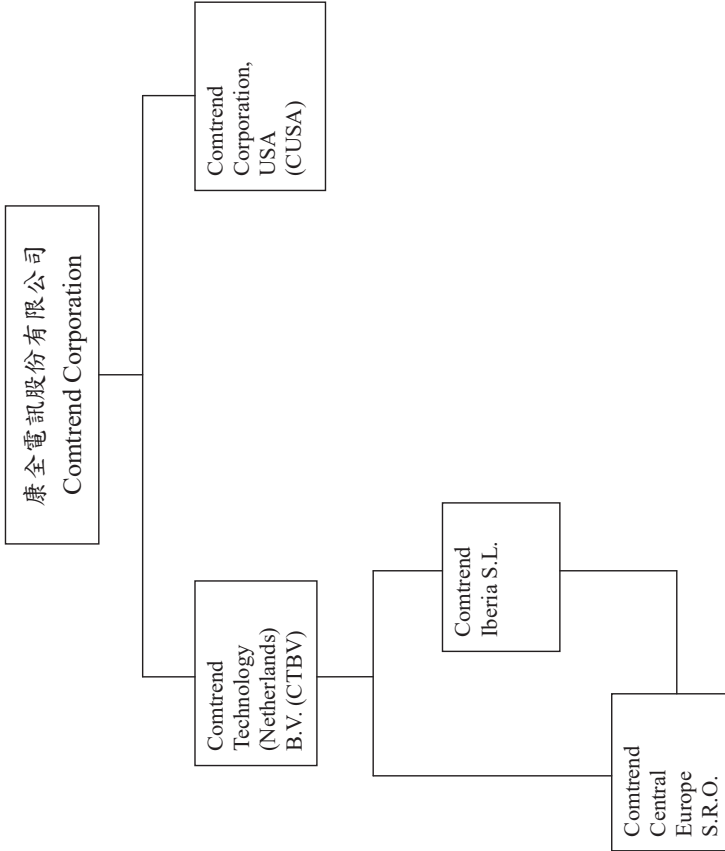 康全電訊股份有限公司
Comtrend Corporation
Comtrend
Technology
(Netherlands)
B.V. (CTBV)
Comtrend
Corporation,
USA
(CUSA)
Comtrend
Central
Europe
S.R.O.
Comtrend
Iberia S.L.